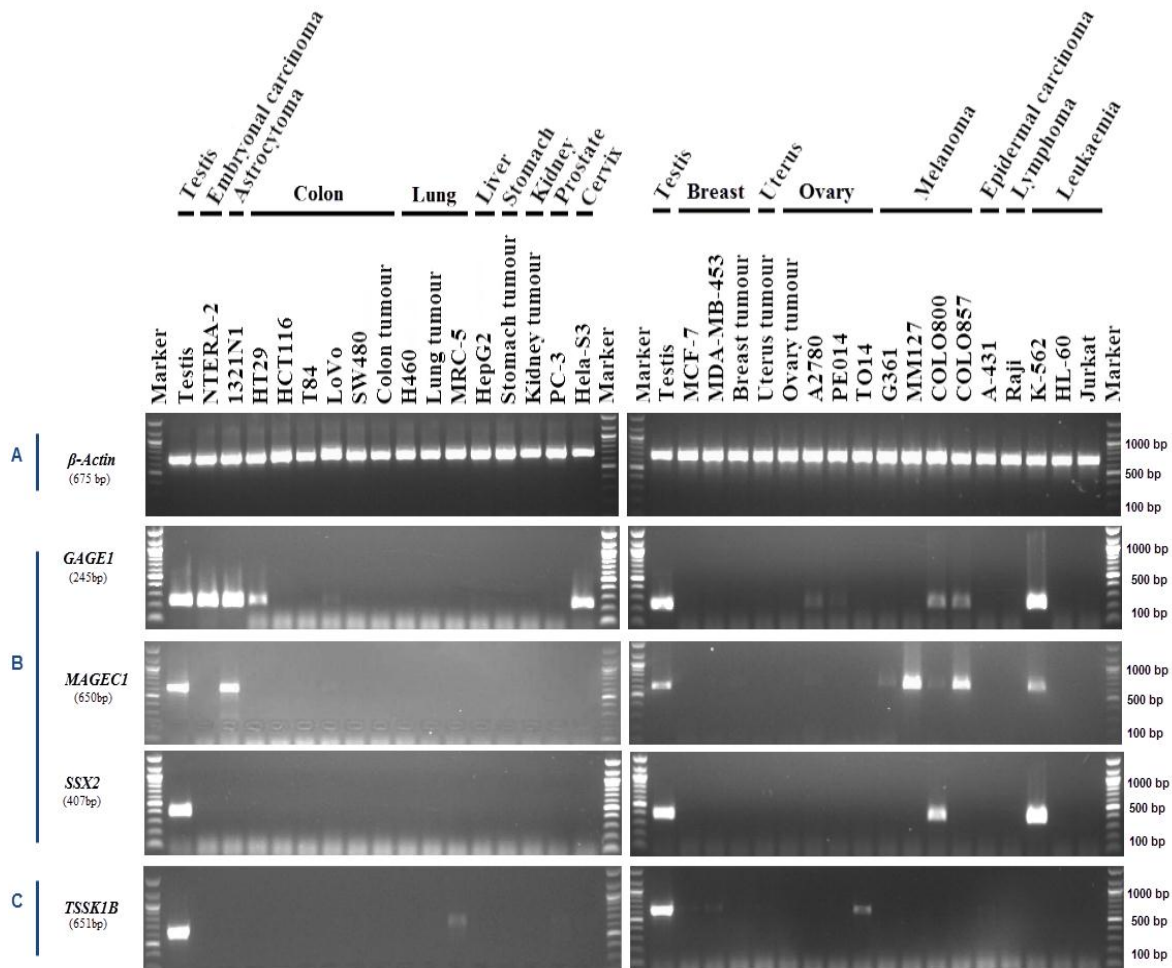 Testis
Embryonal carcinoma
Astrocytoma
Colon
Lung
Liver
Stomach
Kidney
Prostate
Cervix
Testis
Breast
Uterus
Ovary
Melanoma
Epidermal carcinoma
Lymphoma
Leukaemia
Marker
Testis
NTERA-2
1321N1
HT29
HCT116
T84
LoVo
SW480
Colon tumour
H460
Lung tumour
MRC-5
HepG2
Stomach tumour
Kidney tumour
PC-3
Hela-S3
Marker
Marker
Testis
MCF-7
MDA-MB-453
Breast tumour
Uterus tumour
Ovary tumour
A2780
PE014
TO14
G361
MM127
COLO800
COLO857
A-431
Raji
K-562
HL-60
Jurkat
Marker
A
β-Actin
(675 bp)
1000 bp
500 bp
100 bp
B
GAGE1
(245bp)
1000 bp
500 bp
100 bp
MAGEC1
(650bp)
1000 bp
500 bp
100 bp
SSX2
(407bp)
1000 bp
500 bp
100 bp
C
TSSK1B
(651bp)
1000 bp
500 bp
100 bp